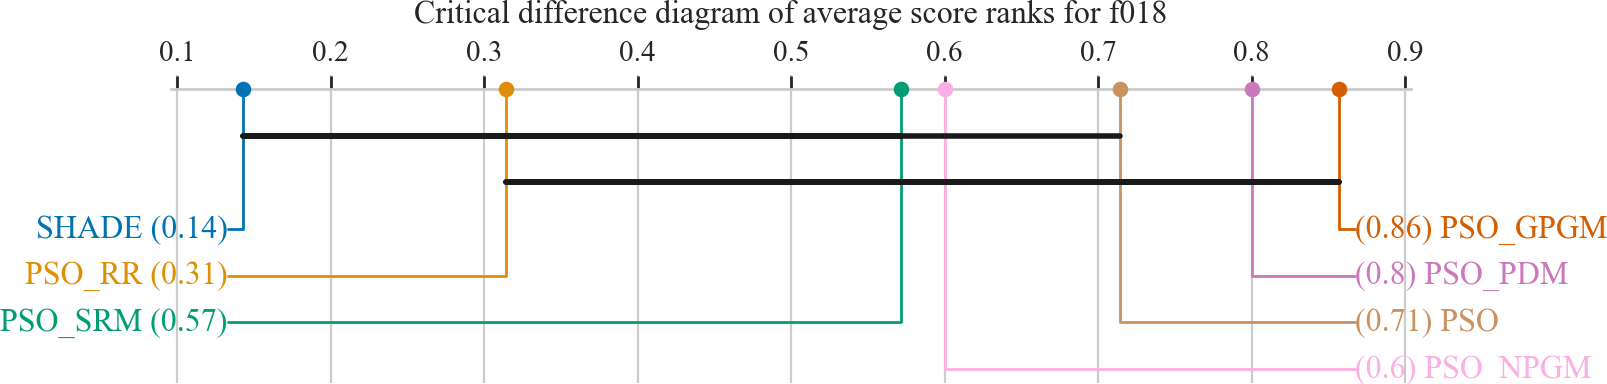 Critical difference diagram of average score ranks for f018
0.1 0.2 0.3 0.4 0.5 0.6 0.7 0.8 0.9
SHADE (0.14)
PSO_RR (0.31)
PSO_SRM (0.57)
(0.86) PSO_GPGM
(0.8) PSO_PDM
(0.71) PSO
(0.6) PSO_NPGM